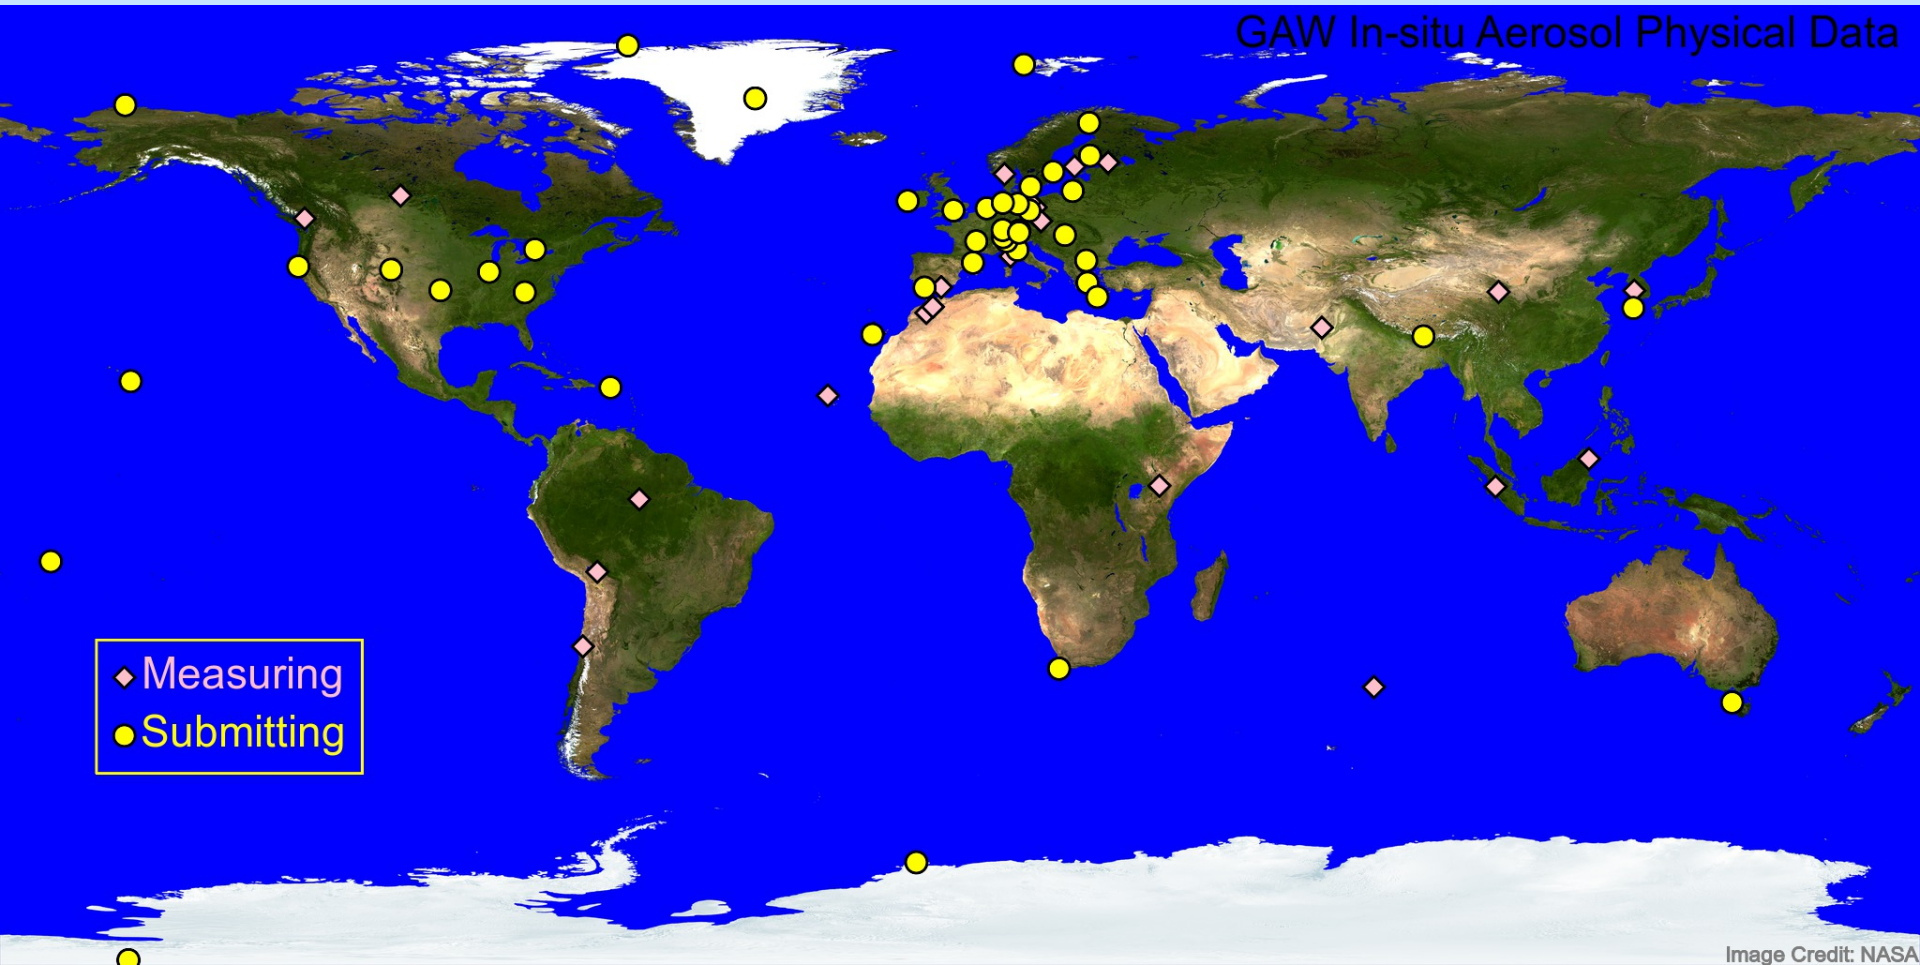 GAW In-situ Aerosol Physical Data
Measuring
Submitting
Image Credit: NASA